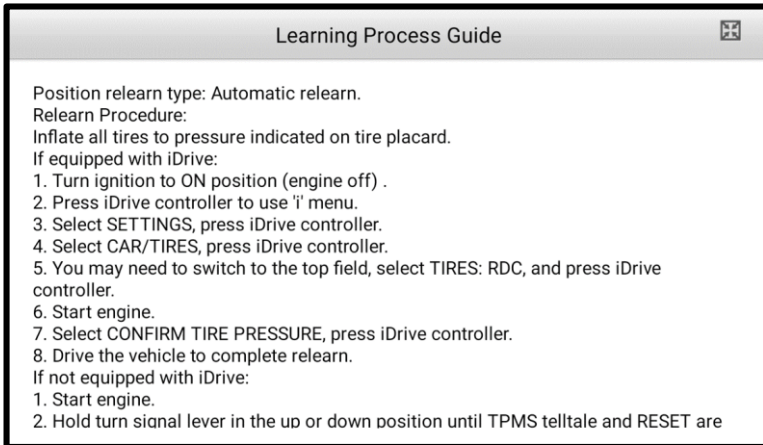 Learning Process Guide
Position relearn type: Automatic relearn.
Relearn Procedure:
Inflate all tires to pressure indicated on tire placard.
If equipped with iDrive:
1. Turn ignition to ON position (engine off) .
2. Press iDrive controller to use 'i' menu.
3. Select SETTINGS, press iDrive controller.
4. Select CAR/TIRES, press iDrive controller.
5. You may need to switch to the top field, select TIRES: RDC, and press iDrive
controller.
6. Start engine.
7. Select CONFIRM TIRE PRESSURE, press iDrive controller.
8. Drive the vehicle to complete relearn.
If not equipped with iDrive:
1. Start engine.
2. Hold turn signal lever in the up or down position until TPMS telltale and RESET are